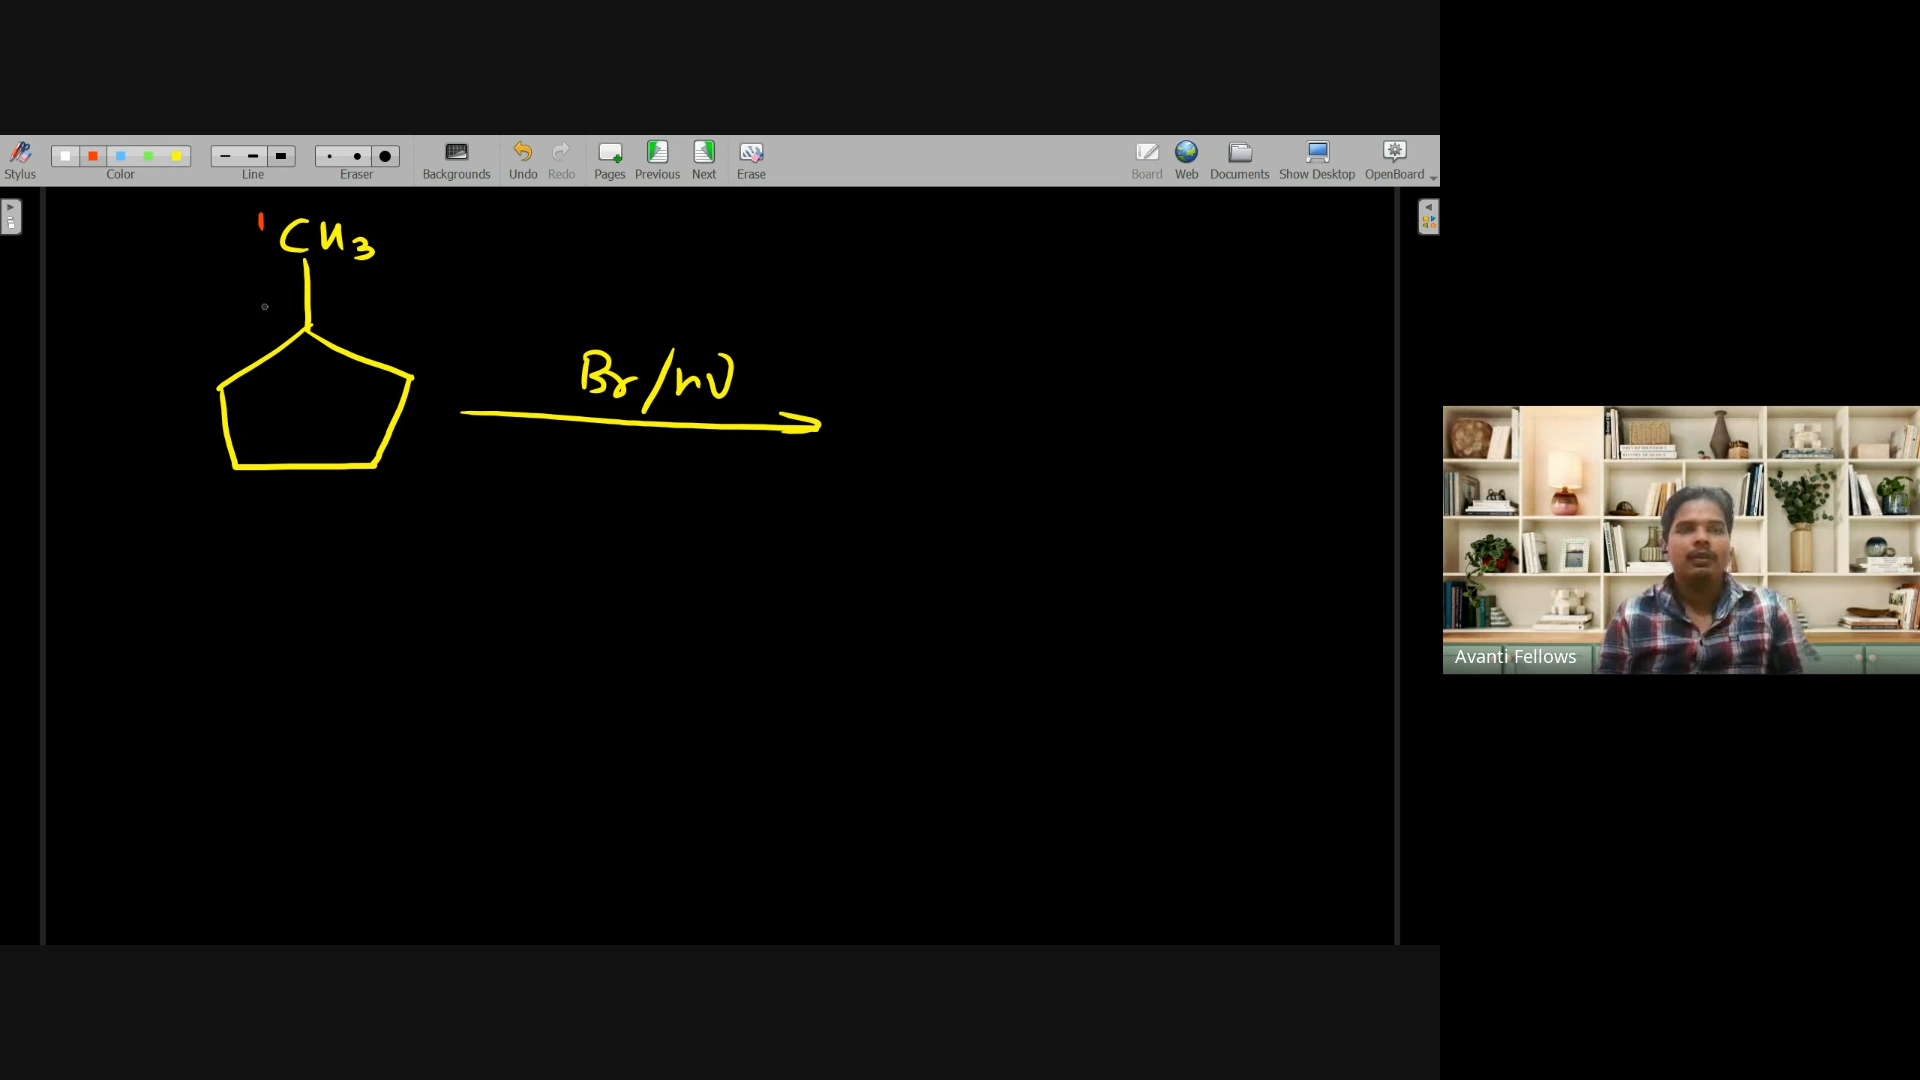 Stylus
Color
Line
Eraser
Backgrounds
Undo
Redo
Pages
Previous
Next
Erase
Board
Web
Documents
Show Desktop
OpenBoard
1
CH3
Br/hν
Avanti Fellows